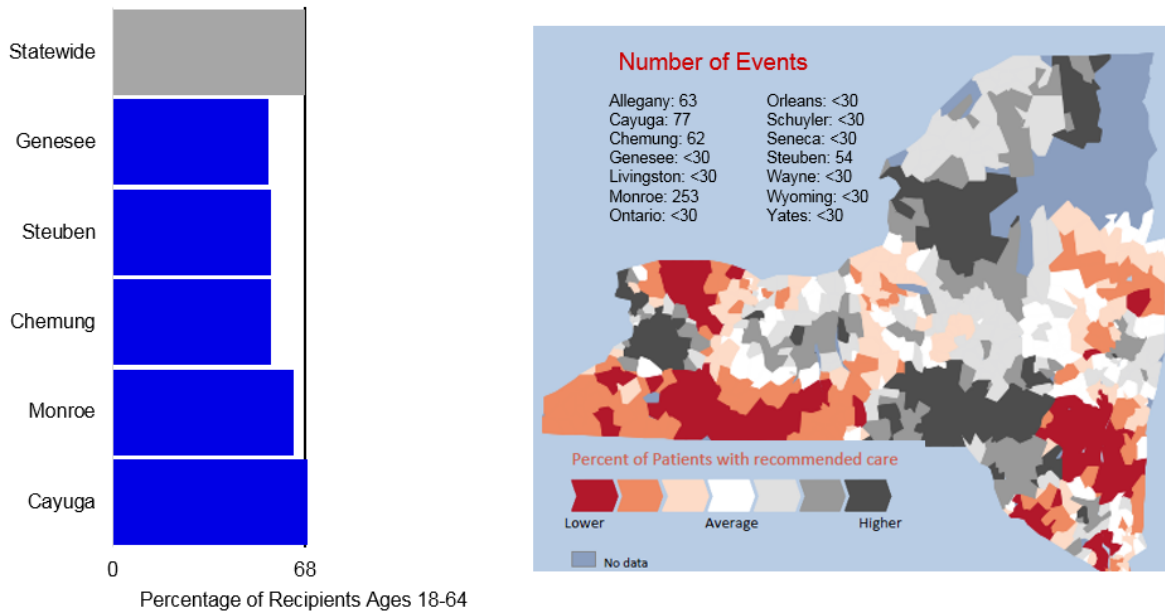 Statewide
Genesee
Steuben
Chemung
Monroe
Cayuga
0 68
Percentage of Recipients Ages 18-64
Number of Events
Allegany: 63
Cayuga: 77
Chemung: 62
Genesee: <30
Livingston: <30
Monroe: 253
Ontario: <30
Orleans: <30
Schuyler: <30
Seneca: <30
Steuben: 54
Wayne: <30
Wyoming: <30
Yates: <30
Percent of Patients with recommended care
Lower Average Higher
No data